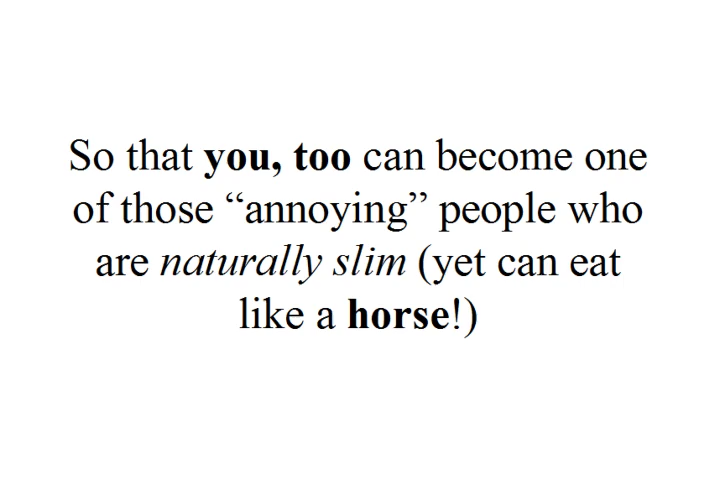 So that you, too can become one
of those “annoying” people who
are naturally slim (yet can eat
like a horse!)